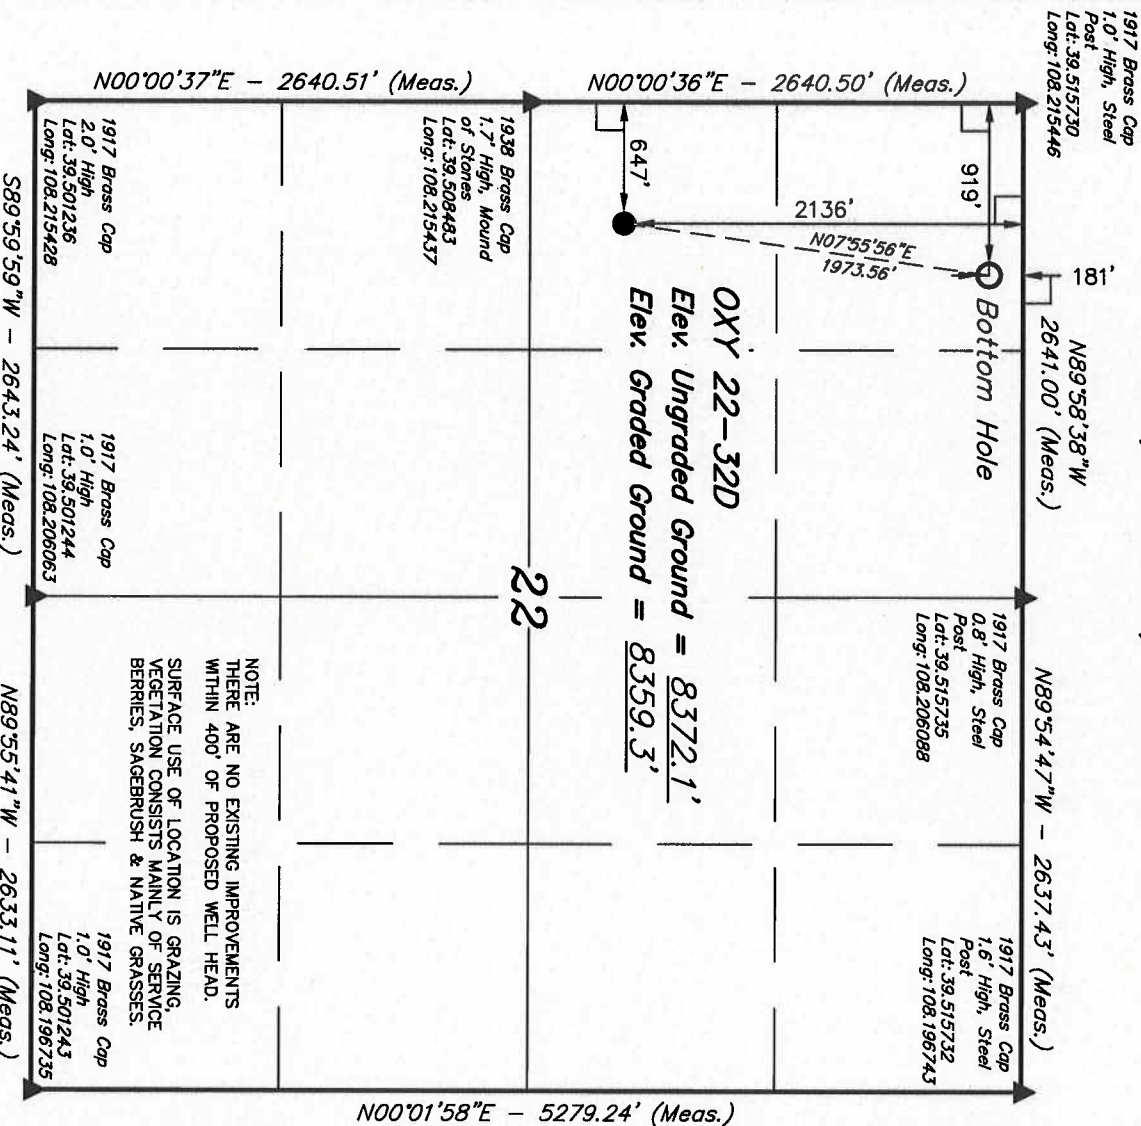 1917 Brass Cap
1.0' High, Steel
Post
Lat: 39.515730
Long: 108.215446
N89°58'38"W
2641.00' (Meas.)
N89°54'47"W - 2637.43' (Meas.)
181'
919'
Bottom Hole
1917 Brass Cap
0.8' High, Steel
Post
Lat: 39.515735
Long: 108.206088
1917 Brass Cap
1.6' High, Steel
Post
Lat: 39.515732
Long: 108.196743
N00°00'36"E - 2640.50' (Meas.)
2136'
N07°55'56"E
1973.56'
647'
OXY 22-32D
Elev. Ungraded Ground = 8372.1'
Elev. Graded Ground = 8359.3'
22
1938 Brass Cap
1.7' High, Mound
of Stones
Lat: 39.508483
Long: 108.215437
N00°00'37"E - 2640.51' (Meas.)
NOTE:
THERE ARE NO EXISTING IMPROVEMENTS
WITHIN 400' OF PROPOSED WELL HEAD.
SURFACE USE OF LOCATION IS GRAZING,
VEGETATION CONSISTS MAINLY OF SERVICE
BERRIES, SAGEBRUSH & NATIVE GRASSES.
1917 Brass Cap
2.0' High
Lat: 39.501236
Long: 108.215428
1917 Brass Cap
1.0' High
Lat: 39.501244
Long: 108.206063
1917 Brass Cap
1.0' High
Lat: 39.501243
Long: 108.196735
S89°59'59"W - 2643.24' (Meas.)
N89°55'41"W - 2633.11' (Meas.)
N00°01'58"E - 5279.24' (Meas.)